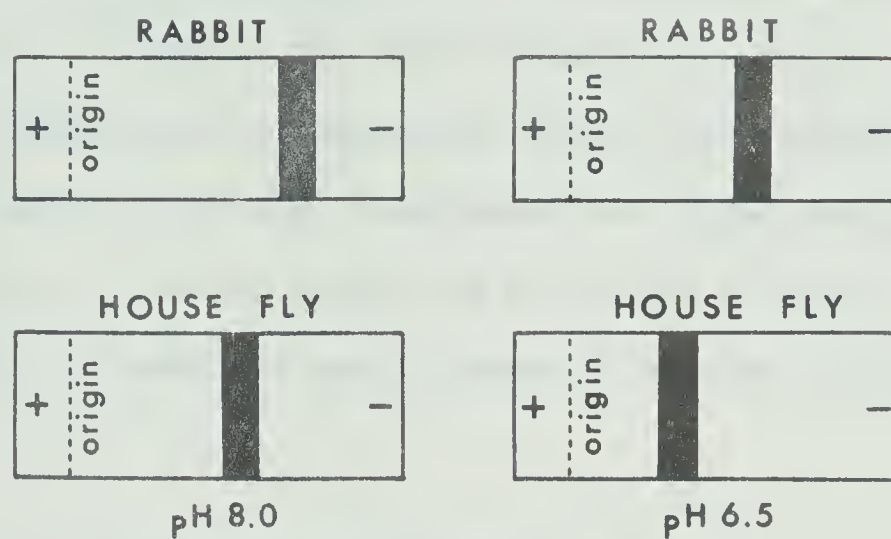 RABBIT RABBIT
+ origin − + origin −
HOUSE FLY HOUSE FLY
+ origin − + origin −
pH 8.0 pH 6.5